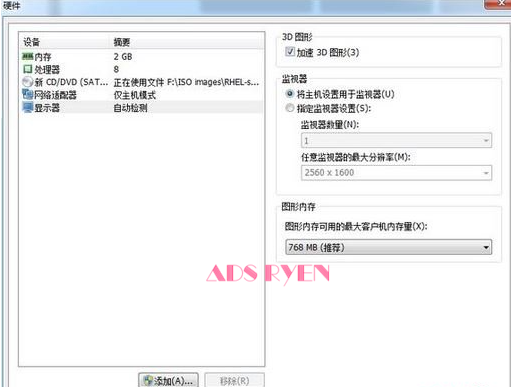 硬件
设备 摘要
内存 2 GB
处理器 8
新 CD/DVD (SAT... 正在使用文件 F:\ISO images\RHEL-s...
网络适配器 仅主机模式
显示器 自动检测
3D 图形
加速 3D 图形(3)
监视器
将主机设置用于监视器(U)
指定监视器设置(S):
监视器数量(N):
1
任意监视器的最大分辨率(M):
2560 x 1600
图形内存
图形内存可用的最大客户机内存量(X):
768 MB (推荐)
ADS RYEN
添加(A)... 移除(R)